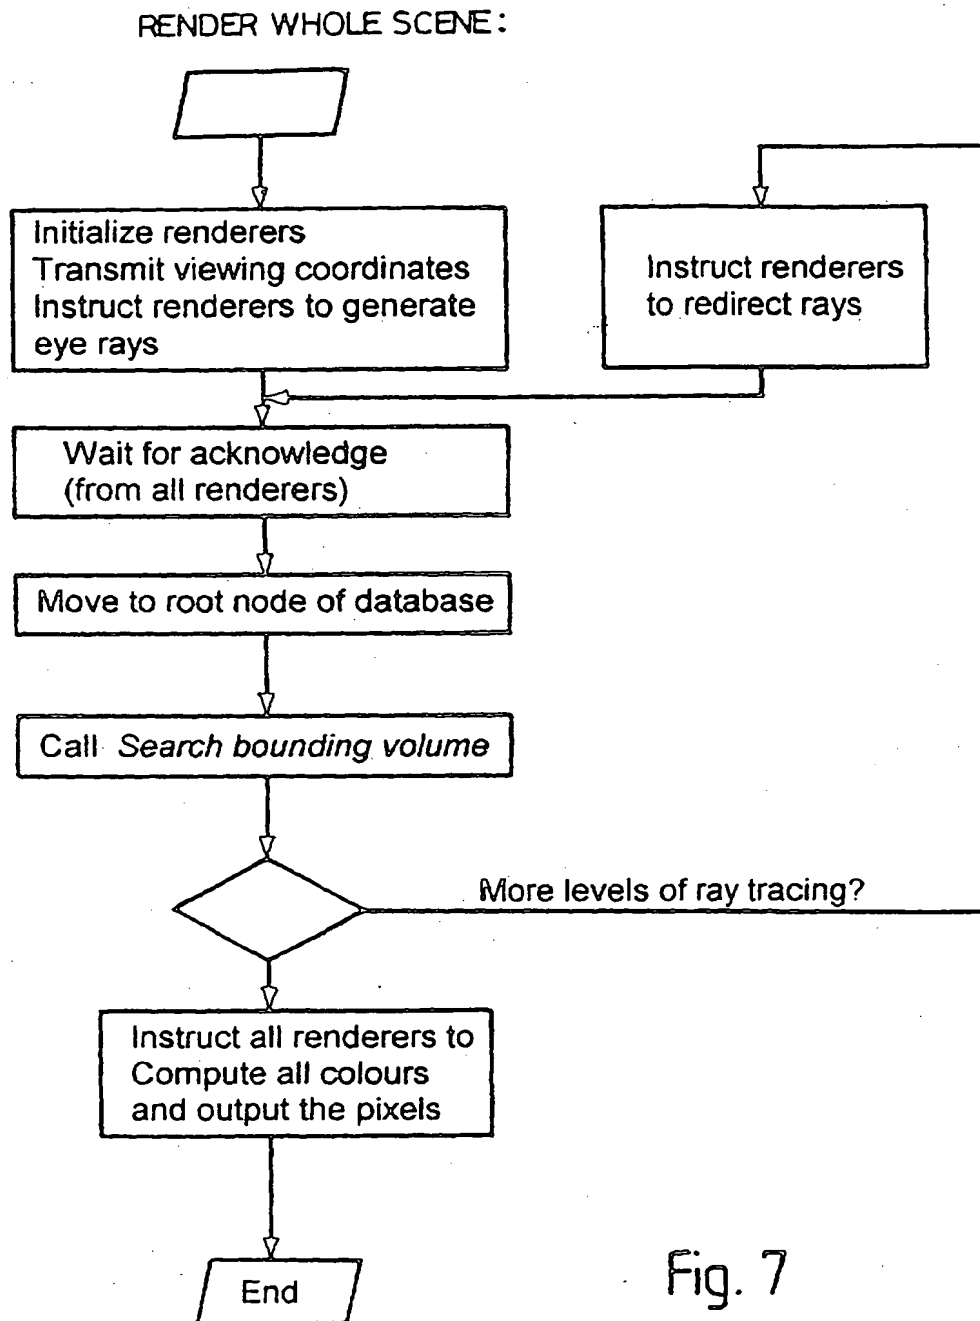 RENDER WHOLE SCENE:
Initialize renderers
Transmit viewing coordinates
Instruct renderers to generate
eye rays
Instruct renderers
to redirect rays
Wait for acknowledge
(from all renderers)
Move to root node of database
Call Search bounding volume
More levels of ray tracing?
Instruct all renderers to
Compute all colours
and output the pixels
End
Fig. 7